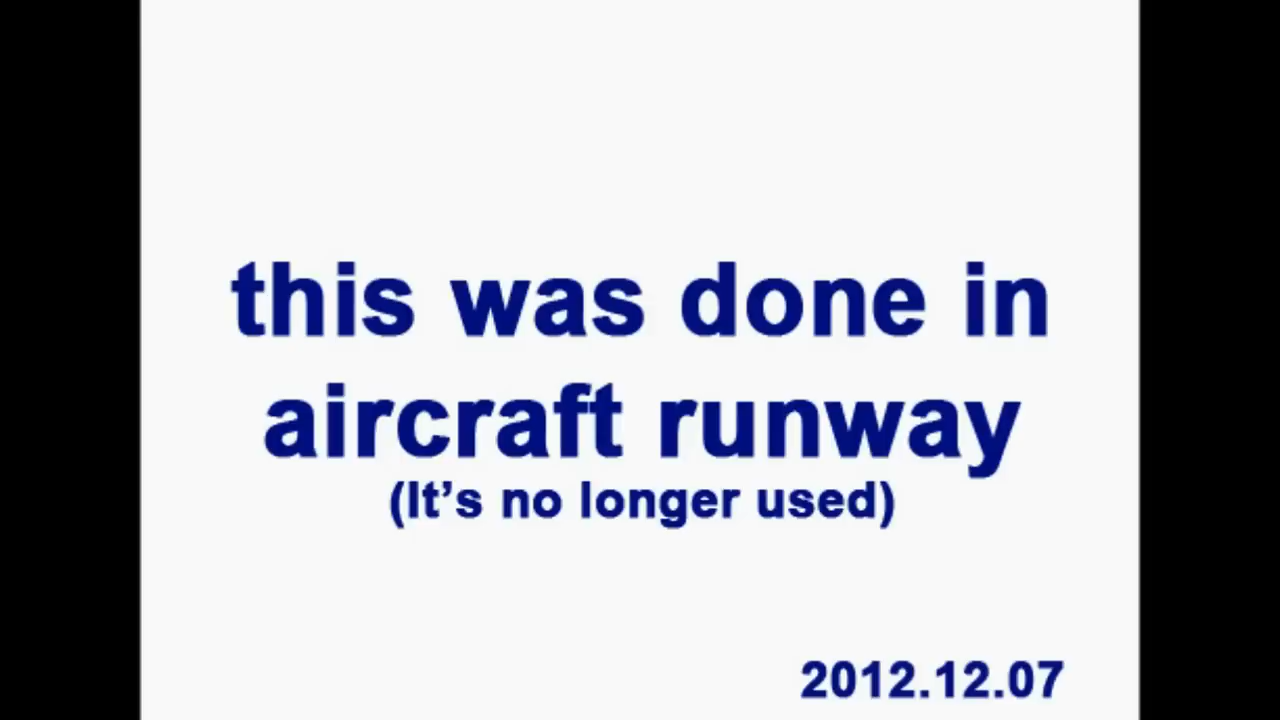 this was done in
aircraft runway
(It’s no longer used)
2012.12.07